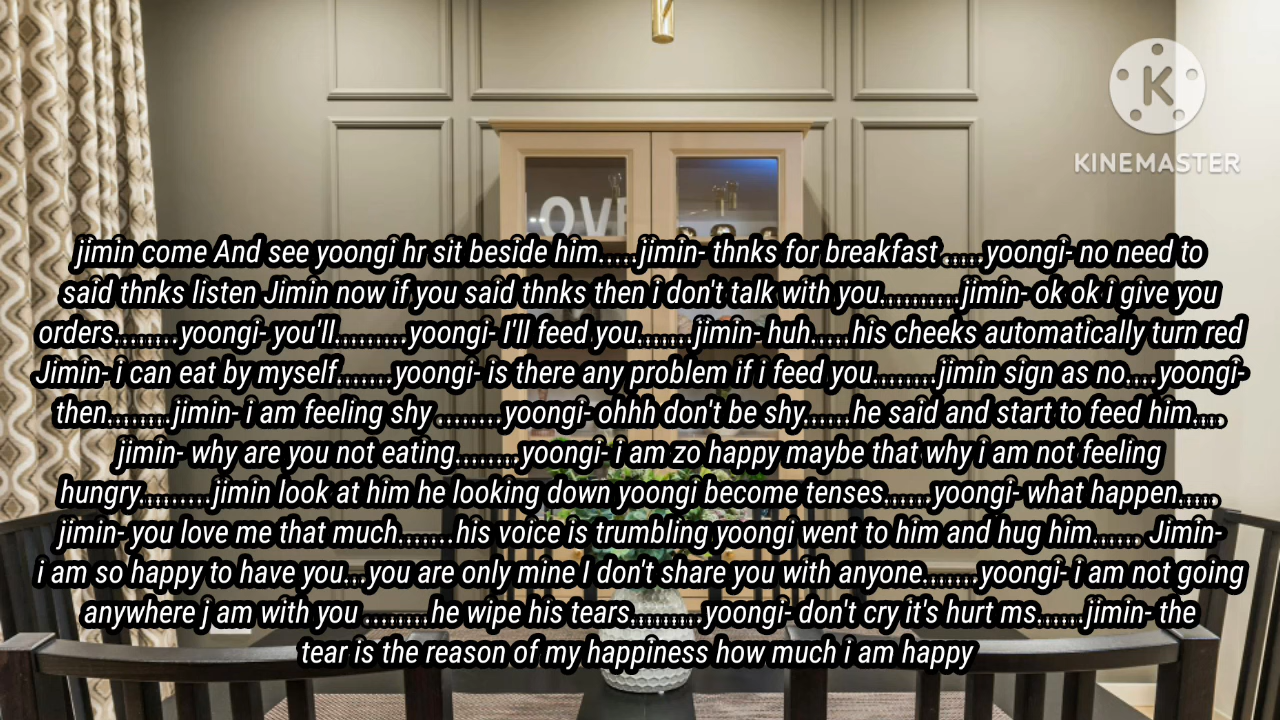 OVE
K
KINEMASTER
jimin come And see yoongi hr sit beside him.....jimin- thnks for breakfast .....yoongi- no need to
said thnks listen Jimin now if you said thnks then i don't talk with you..........jimin- ok ok i give you
orders........yoongi- you'll.........yoongi- I'll feed you.......jimin- huh.....his cheeks automatically turn red
Jimin- i can eat by myself.......yoongi- is there any problem if i feed you........jimin sign as no....yoongi-
then........jimin- i am feeling shy ........yoongi- ohhh don't be shy......he said and start to feed him....
jimin- why are you not eating........yoongi- i am zo happy maybe that why i am not feeling
hungry.........jimin look at him he looking down yoongi become tenses......yoongi- what happen.....
jimin- you love me that much.......his voice is trumbling yoongi went to him and hug him...... Jimin-
i am so happy to have you...you are only mine I don't share you with anyone.......yoongi- i am not going
anywhere j am with you ........he wipe his tears.........yoongi- don't cry it's hurt ms......jimin- the
tear is the reason of my happiness how much i am happy